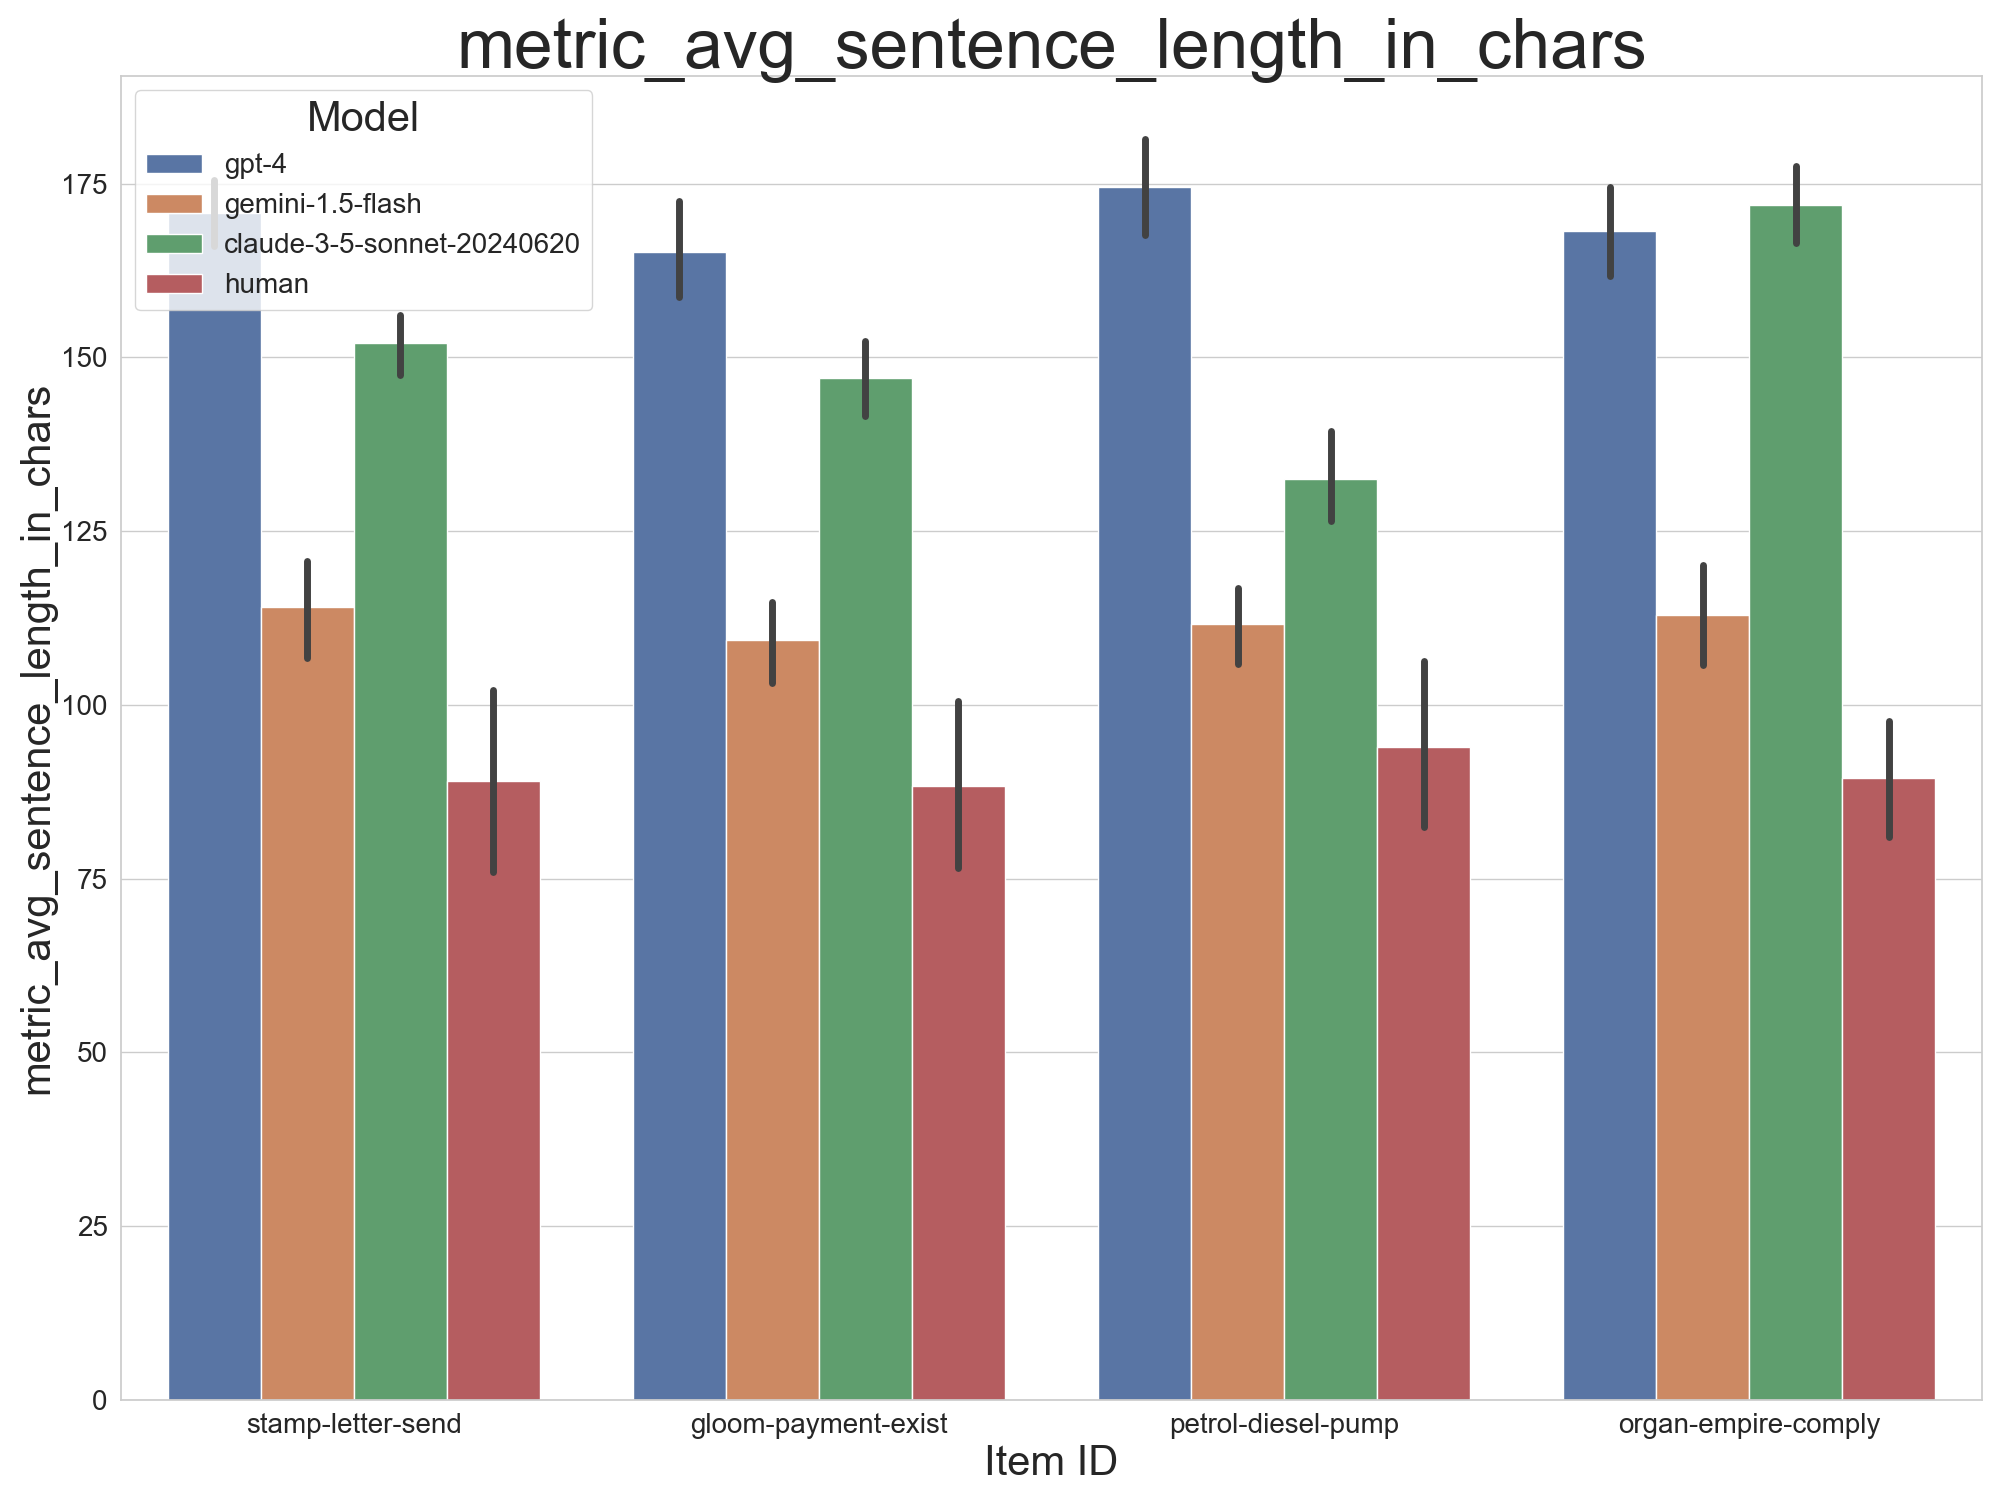 metric_avg_sentence_length_in_chars
Model
gpt-4
gemini-1.5-flash
claude-3-5-sonnet-20240620
human
metric_avg_sentence_length_in_chars
175
150
125
100
75
50
25
0
stamp-letter-send gloom-payment-exist petrol-diesel-pump organ-empire-comply
Item ID